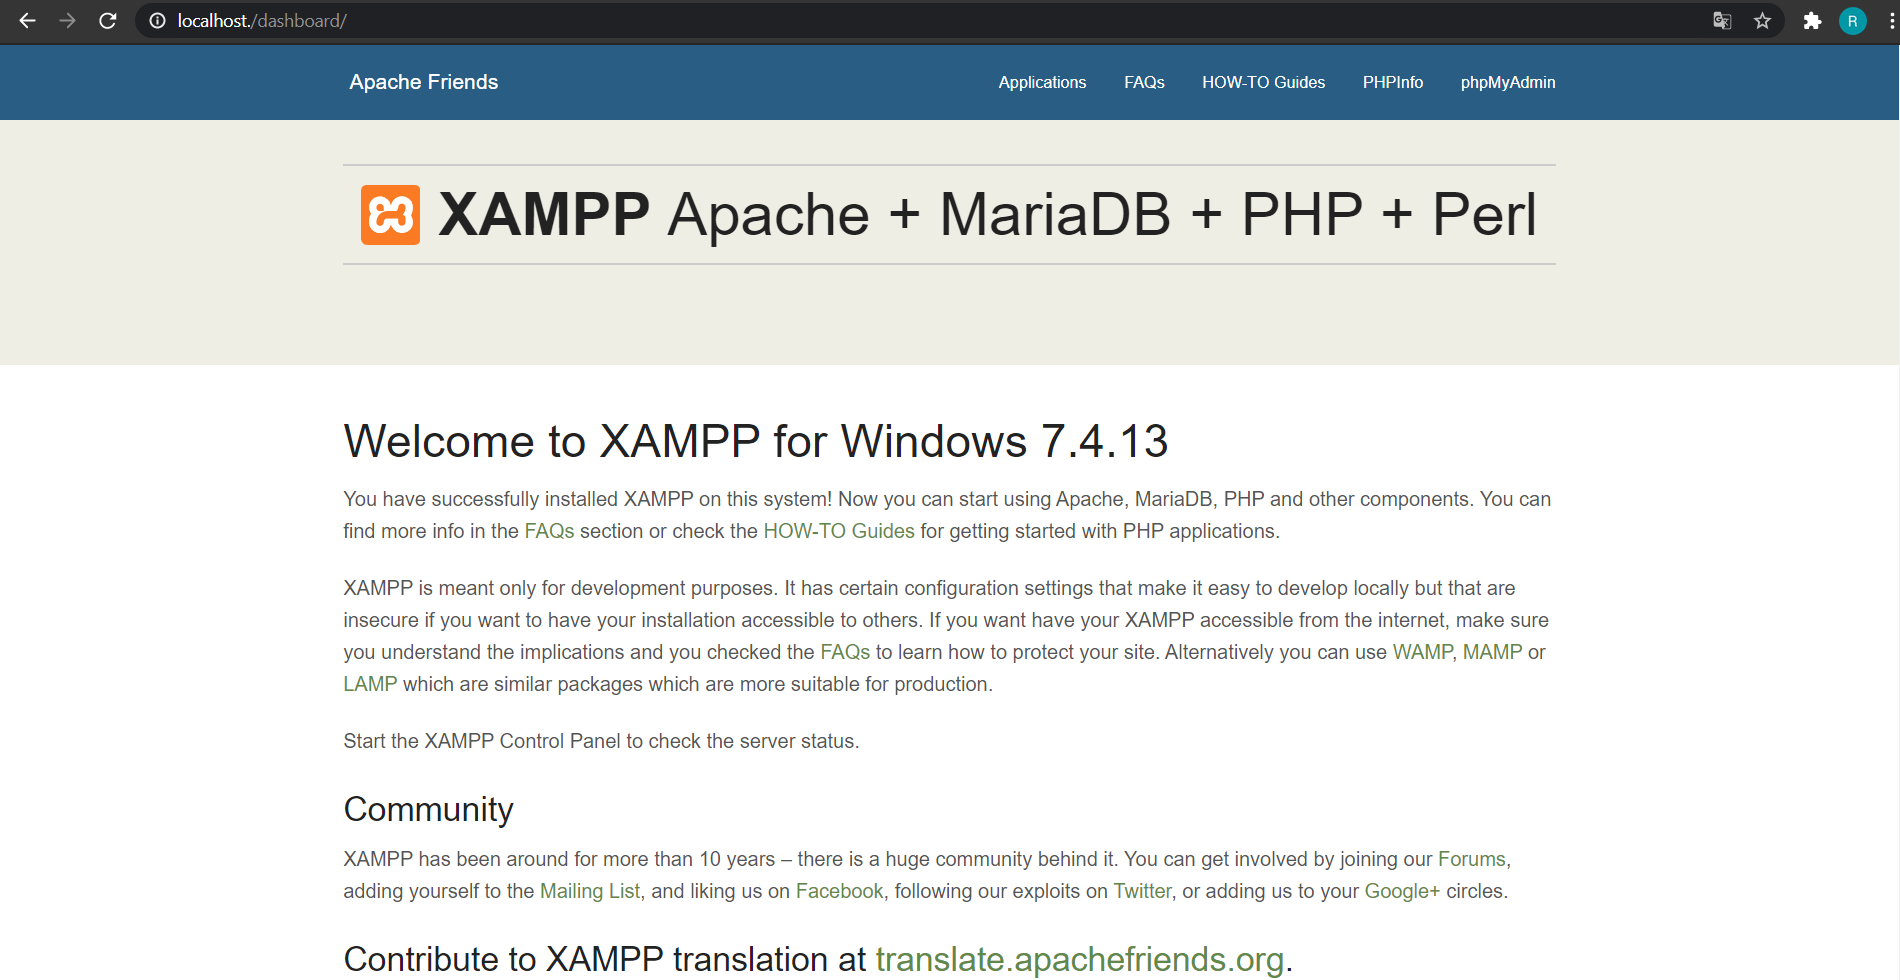 localhost./dashboard/
Apache Friends
Applications FAQs HOW-TO Guides PHPInfo phpMyAdmin
XAMPP Apache + MariaDB + PHP + Perl
Welcome to XAMPP for Windows 7.4.13
You have successfully installed XAMPP on this system! Now you can start using Apache, MariaDB, PHP and other components. You can
find more info in the FAQs section or check the HOW-TO Guides for getting started with PHP applications.
XAMPP is meant only for development purposes. It has certain configuration settings that make it easy to develop locally but that are
insecure if you want to have your installation accessible to others. If you want have your XAMPP accessible from the internet, make sure
you understand the implications and you checked the FAQs to learn how to protect your site. Alternatively you can use WAMP, MAMP or
LAMP which are similar packages which are more suitable for production.
Start the XAMPP Control Panel to check the server status.
Community
XAMPP has been around for more than 10 years – there is a huge community behind it. You can get involved by joining our Forums,
adding yourself to the Mailing List, and liking us on Facebook, following our exploits on Twitter, or adding us to your Google+ circles.
Contribute to XAMPP translation at translate.apachefriends.org.
R